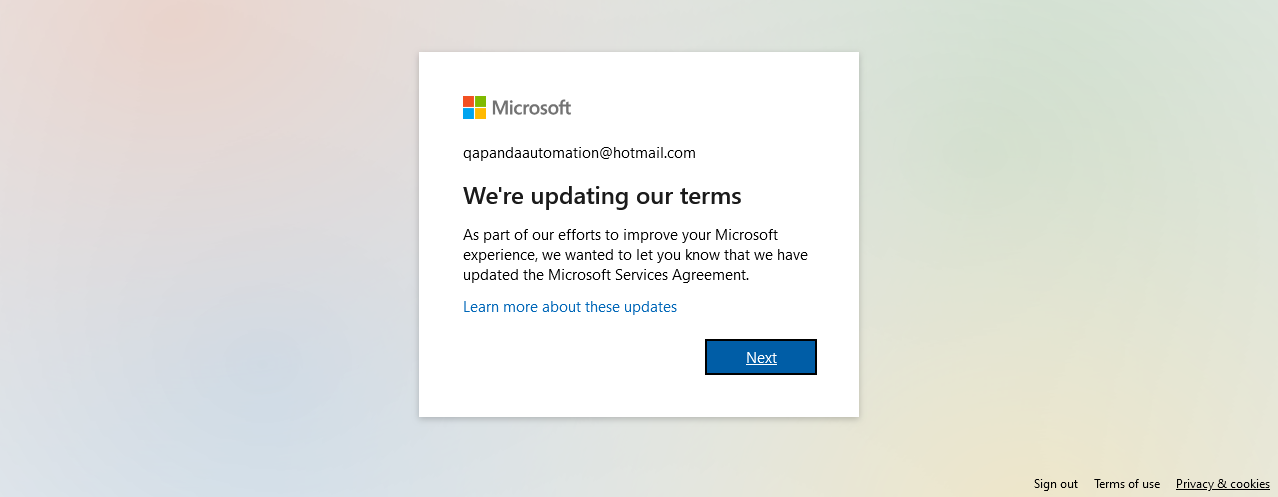 Microsoft
qapandaautomation@hotmail.com
We're updating our terms
As part of our efforts to improve your Microsoft
experience, we wanted to let you know that we have
updated the Microsoft Services Agreement.
Learn more about these updates
Next
Sign out Terms of use Privacy & cookies